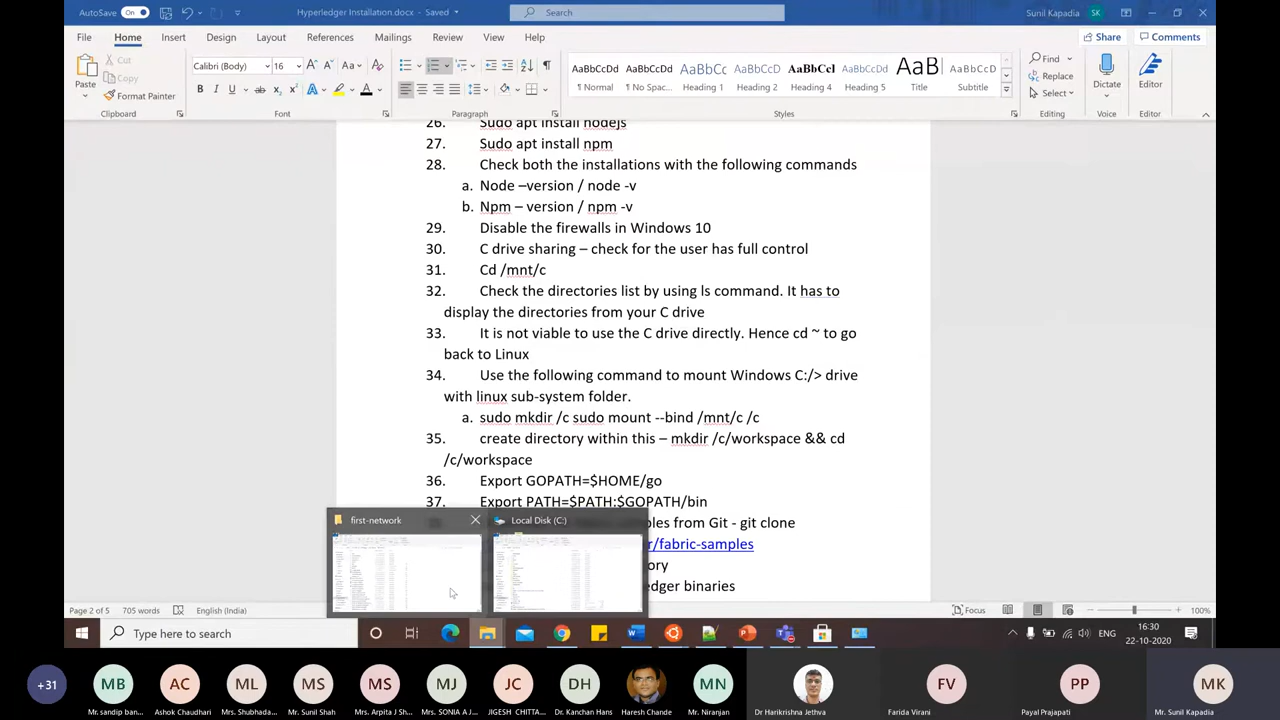 AutoSave On Hyperledger Installation.docx - Saved Search Sunil Kapadia SK
File Home Insert Design Layout References Mailings Review View Help Share Comments
Paste Cut Copy Format Painter
Calibri (Body) 16
AaBbCcDd AaBbCcDd AaBbCc AaBbCcD AaBbCcI AaBbCcDd AaB AaBbCcD
¶ Normal ¶ No Spac... Heading 1 Heading 2 Heading 4 Heading 5 Title Subtitle
Find Replace Select Dictate Editor
Clipboard Font Paragraph Styles Editing Voice Editor
26. Sudo apt install nodejs
27. Sudo apt install npm
28. Check both the installations with the following commands
a. Node –version / node -v
b. Npm – version / npm -v
29. Disable the firewalls in Windows 10
30. C drive sharing – check for the user has full control
31. Cd /mnt/c
32. Check the directories list by using ls command. It has to
display the directories from your C drive
33. It is not viable to use the C drive directly. Hence cd ~ to go
back to Linux
34. Use the following command to mount Windows C:/> drive
with linux sub-system folder.
a. sudo mkdir /c sudo mount --bind /mnt/c /c
35. create directory within this – mkdir /c/workspace && cd
/c/workspace
36. Export GOPATH=$HOME/go
37. Export PATH=$PATH:$GOPATH/bin
from Git - git clone
r/fabric-samples
first-network Local Disk (C:)
Page 2 of 5 705 words English (India) Focus 100%
Type here to search ENG 16:30 22-10-2020
+31 MB AC ML MS MS MJ JC DH MN FV PP MK
Mr. sandip ban... Ashok Chaudhari Mrs. Shubhada... Mr. Sunil Shah Mrs. Arpita J Sh... Mrs. SONIA A J... JIGESH CHITTA... Dr. Kanchan Hans Haresh Chande Mr. Niranjan Dr Harikrishna Jethva Farida Virani Payal Prajapati Mr. Sunil Kapadia